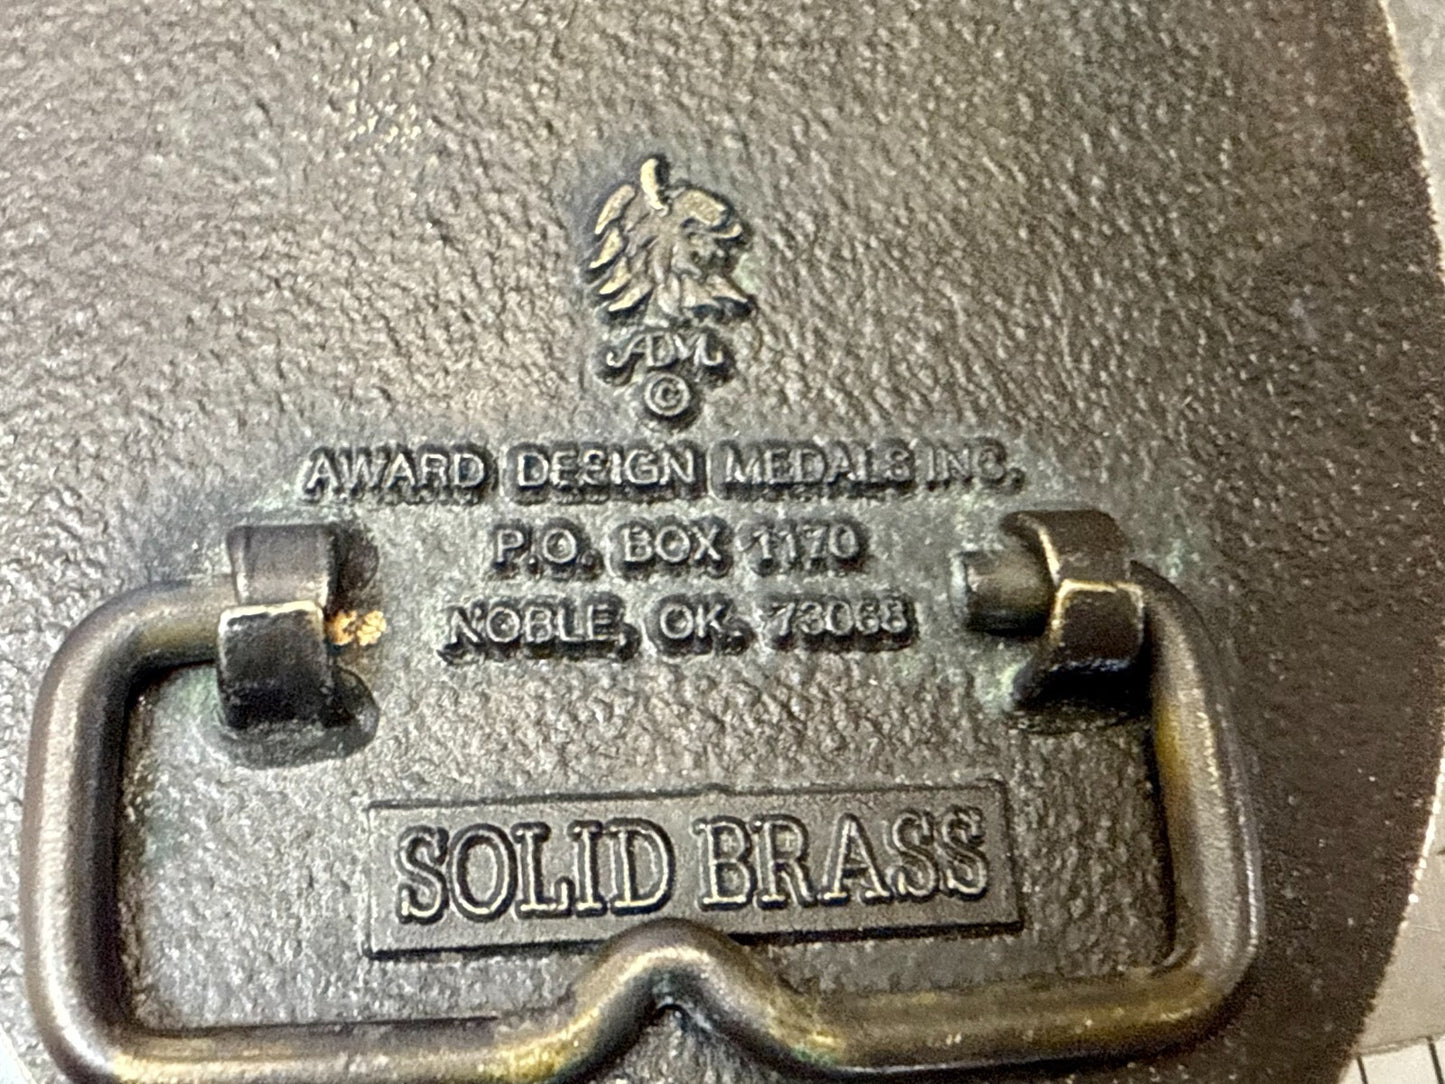 ADM
©
AWARD DESIGN MEDALS INC.
P.O. BOX 1170
NOBLE, OK. 73068
SOLID BRASS